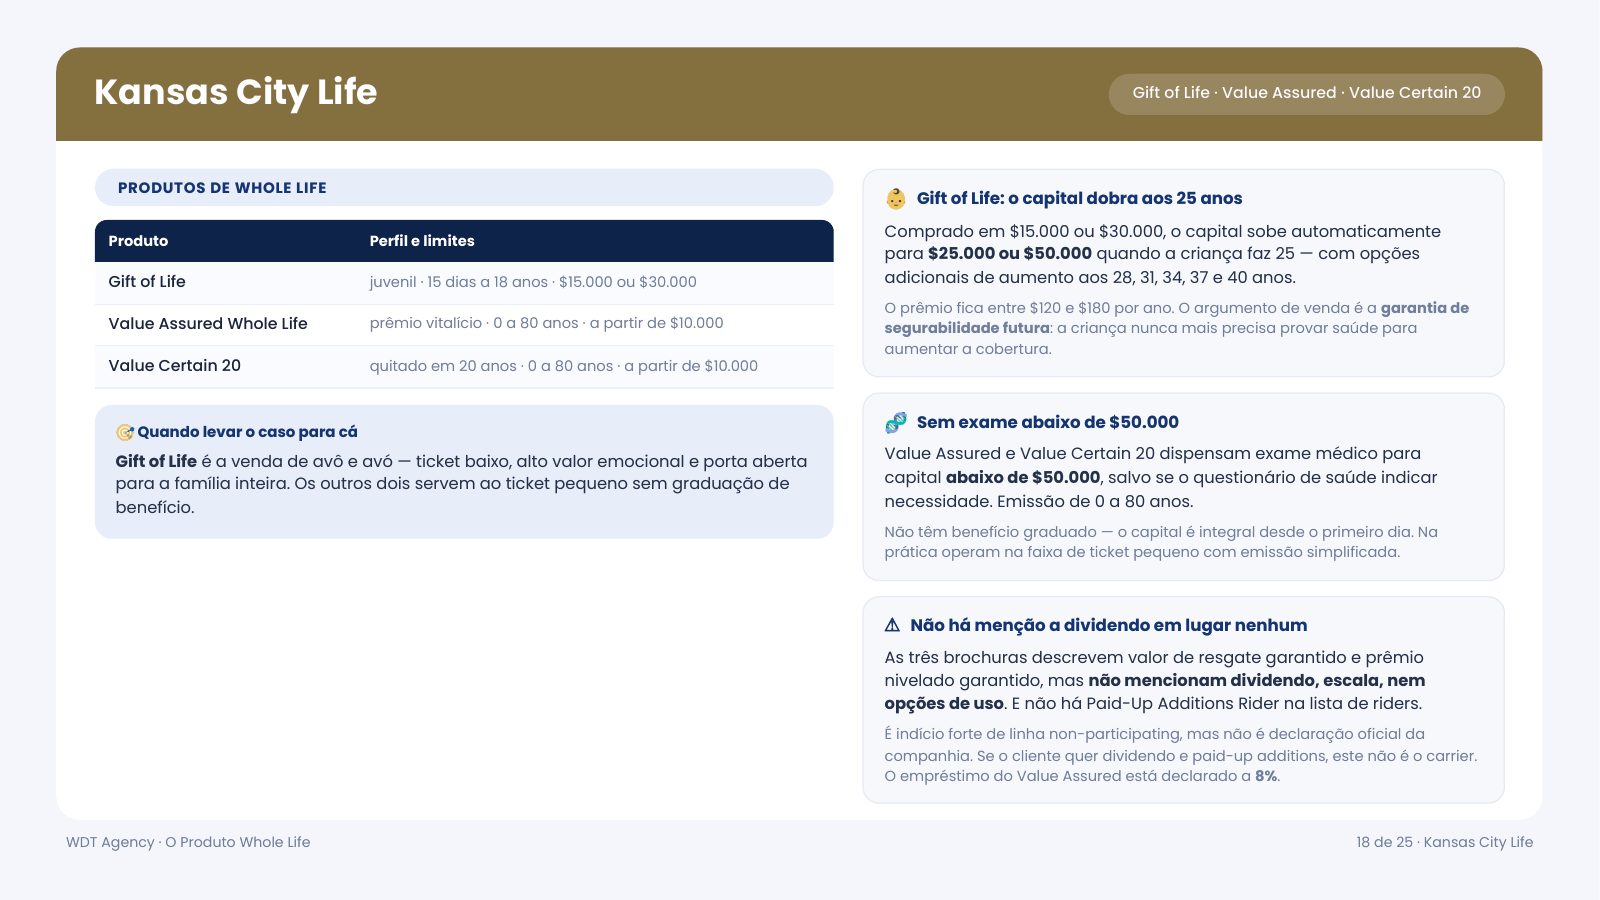 Kansas City Life
Gift of Life · Value Assured · Value Certain 20
PRODUTOS DE WHOLE LIFE
Produto Perfil e limites
Gift of Life juvenil · 15 dias a 18 anos · $15.000 ou $30.000
Value Assured Whole Life prêmio vitalício · 0 a 80 anos · a partir de $10.000
Value Certain 20 quitado em 20 anos · 0 a 80 anos · a partir de $10.000
🎯 Quando levar o caso para cá
Gift of Life é a venda de avô e avó — ticket baixo, alto valor emocional e porta aberta
para a família inteira. Os outros dois servem ao ticket pequeno sem graduação de
benefício.
👶 Gift of Life: o capital dobra aos 25 anos
Comprado em $15.000 ou $30.000, o capital sobe automaticamente
para $25.000 ou $50.000 quando a criança faz 25 — com opções
adicionais de aumento aos 28, 31, 34, 37 e 40 anos.
O prêmio fica entre $120 e $180 por ano. O argumento de venda é a garantia de
segurabilidade futura: a criança nunca mais precisa provar saúde para
aumentar a cobertura.
🧬 Sem exame abaixo de $50.000
Value Assured e Value Certain 20 dispensam exame médico para
capital abaixo de $50.000, salvo se o questionário de saúde indicar
necessidade. Emissão de 0 a 80 anos.
Não têm benefício graduado — o capital é integral desde o primeiro dia. Na
prática operam na faixa de ticket pequeno com emissão simplificada.
⚠ Não há menção a dividendo em lugar nenhum
As três brochuras descrevem valor de resgate garantido e prêmio
nivelado garantido, mas não mencionam dividendo, escala, nem
opções de uso. E não há Paid-Up Additions Rider na lista de riders.
É indício forte de linha non-participating, mas não é declaração oficial da
companhia. Se o cliente quer dividendo e paid-up additions, este não é o carrier.
O empréstimo do Value Assured está declarado a 8%.
WDT Agency · O Produto Whole Life
18 de 25 · Kansas City Life